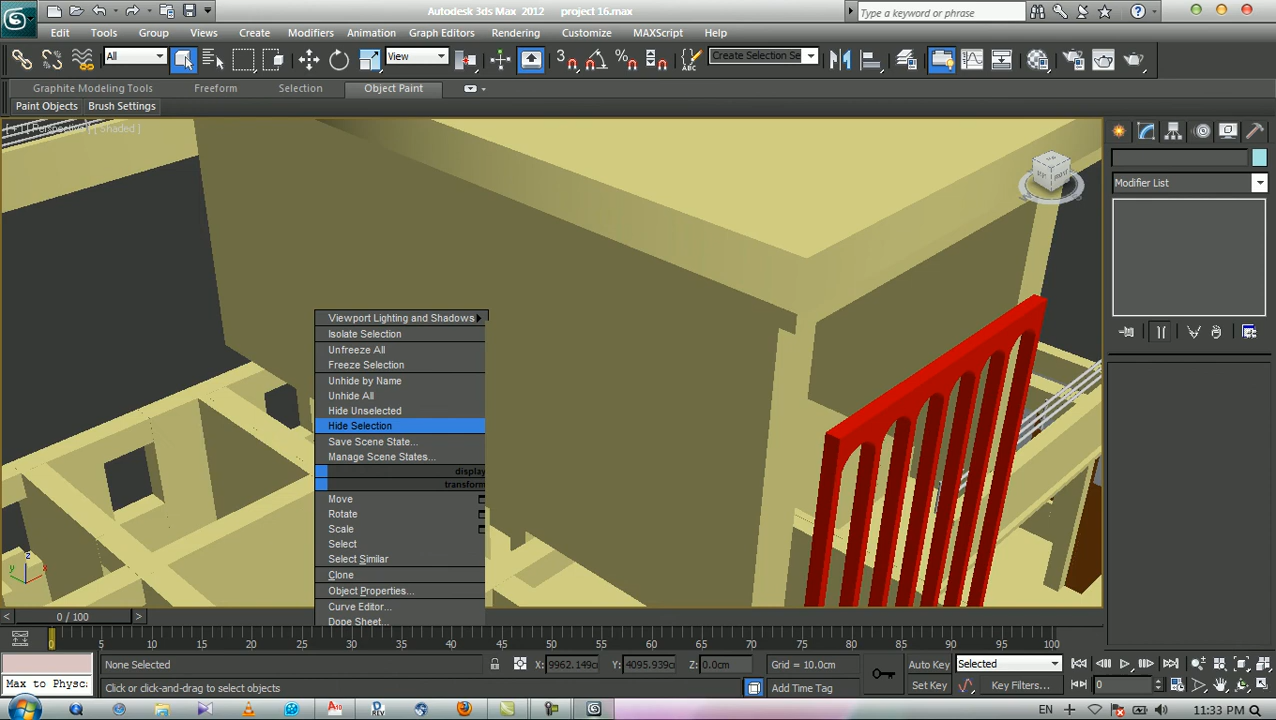 Autodesk 3ds Max 2012 project 16.max
Type a keyword or phrase
Edit Tools Group Views Create Modifiers Animation Graph Editors Rendering Customize MAXScript Help
All View Create Selection Se
Graphite Modeling Tools Freeform Selection Object Paint
Paint Objects Brush Settings
[ + ] [ Perspective ] [ Shaded ]
Modifier List
Viewport Lighting and Shadows
Isolate Selection
Unfreeze All
Freeze Selection
Unhide by Name
Unhide All
Hide Unselected
Hide Selection
Save Scene State...
Manage Scene States...
display
transform
Move
Rotate
Scale
Select
Select Similar
Clone
Object Properties...
Curve Editor...
Dope Sheet...
z
y x
< 0 / 100 >
0 5 10 15 20 25 30 35 40 45 50 55 60 65 70 75 80 85 90 95 100
None Selected X: 9962.149c Y: 4095.939c Z: 0.0cm Grid = 10.0cm Auto Key Selected
Max to Physc: Click or click-and-drag to select objects Add Time Tag Set Key Key Filters... 0
11:33 PM